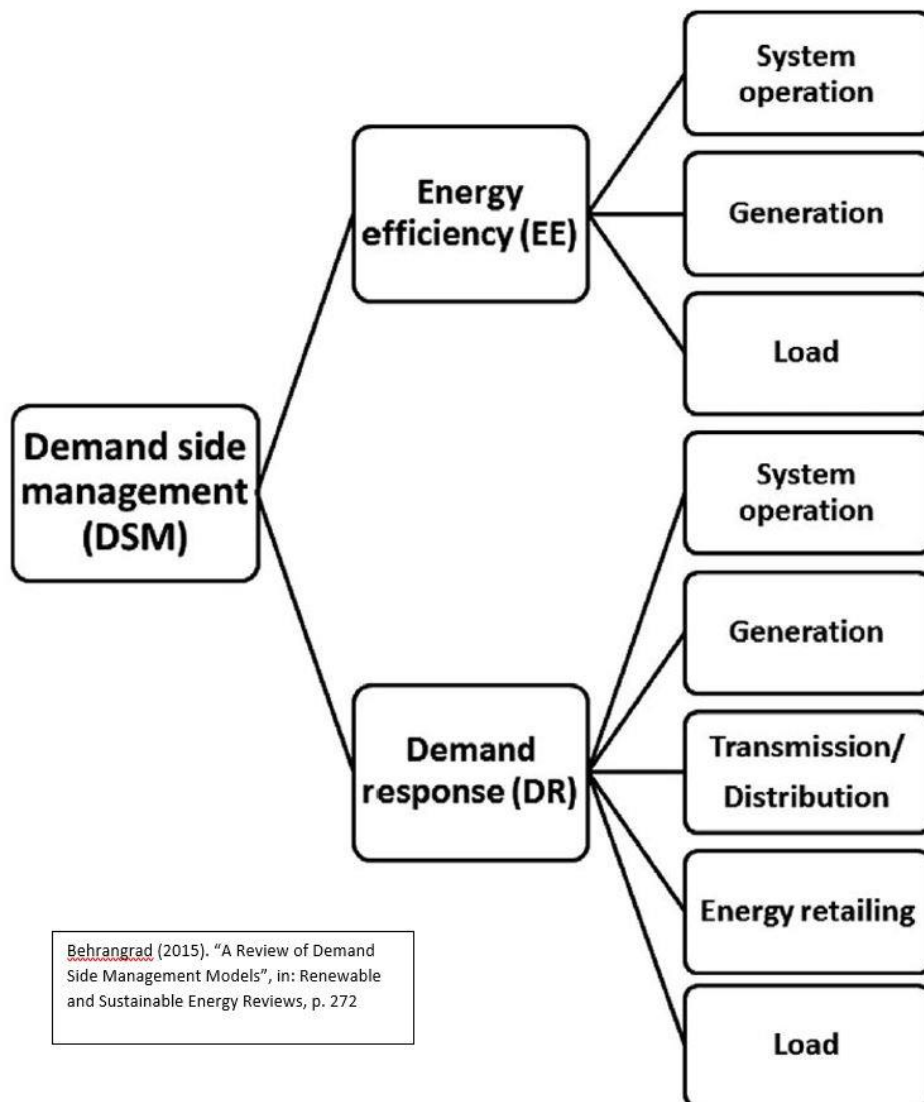 System
operation
Energy
efficiency (EE)
Generation
Load
Demand side
management
(DSM)
System
operation
Generation
Demand
response (DR)
Transmission/
Distribution
Energy retailing
Load
Behrangrad (2015). “A Review of Demand
Side Management Models”, in: Renewable
and Sustainable Energy Reviews, p. 272